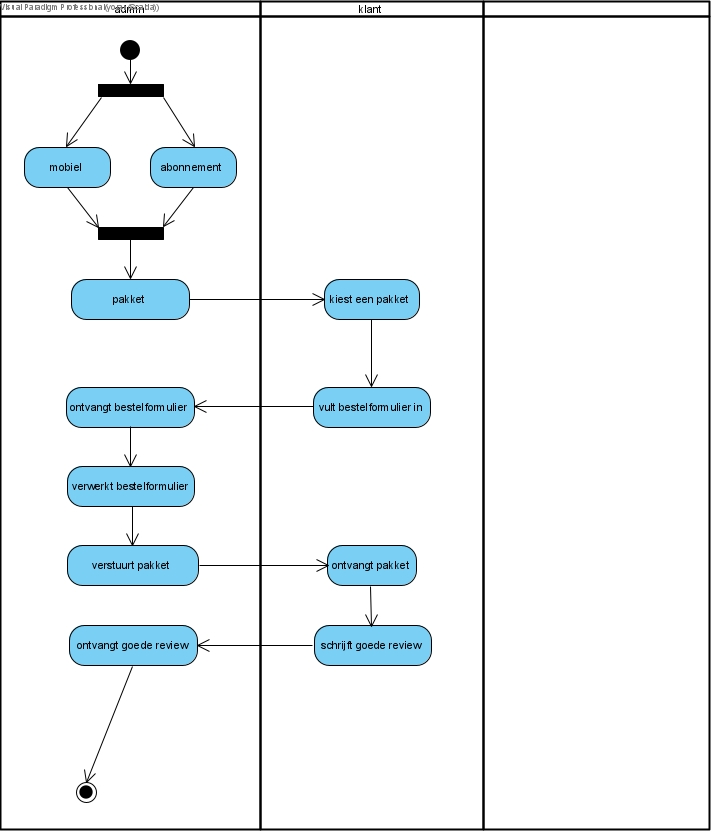 Visual Paradigm Professional
admin
klant
mobiel
abonnement
pakket
kiest een pakket
ontvangt bestelformulier
vult bestelformulier in
verwerkt bestelformulier
verstuurt pakket
ontvangt pakket
ontvangt goede review
schrijft goede review